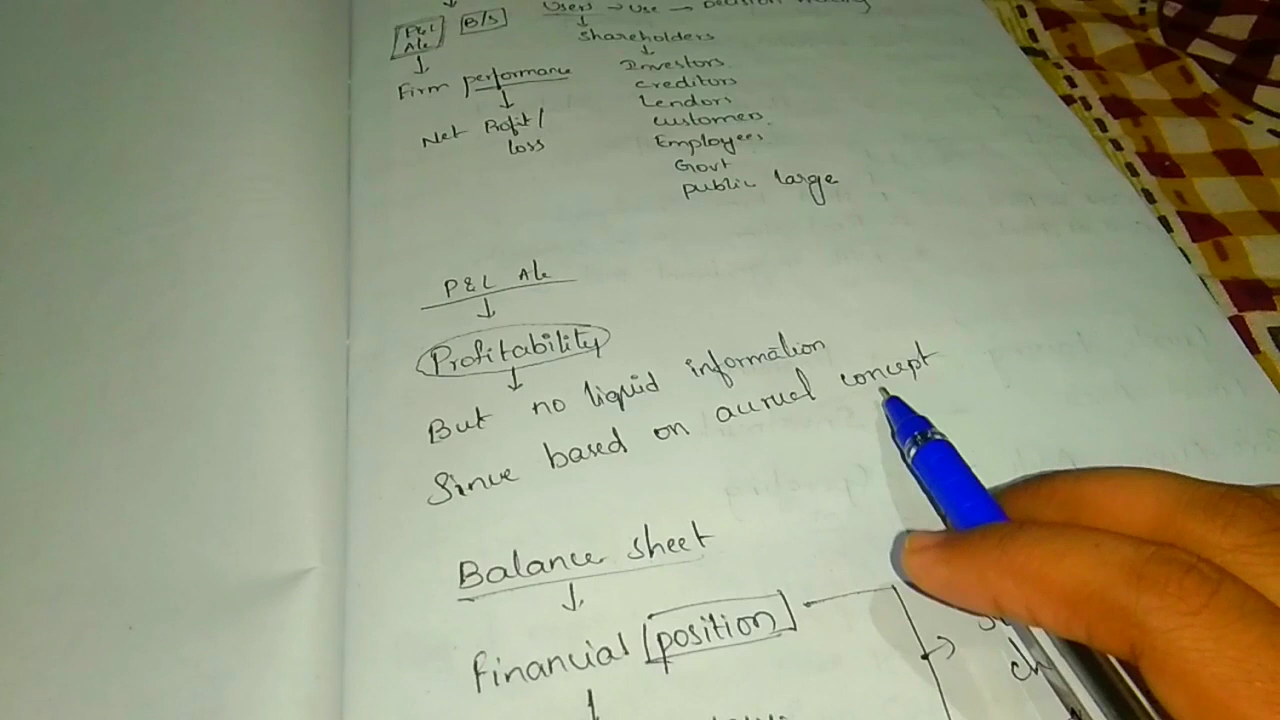 Users → Use → Decision
P&L
A/c
B/S
↓
shareholders
↓
Firm performance
↓
Net Profit/
loss
Investors
creditors
Lendors
customers
Employees
Govt
public large
P&L A/c
↓
Profitability
↓
But no liquid information
Since based on accrual concept
Balance sheet
↓
financial [position]
↓